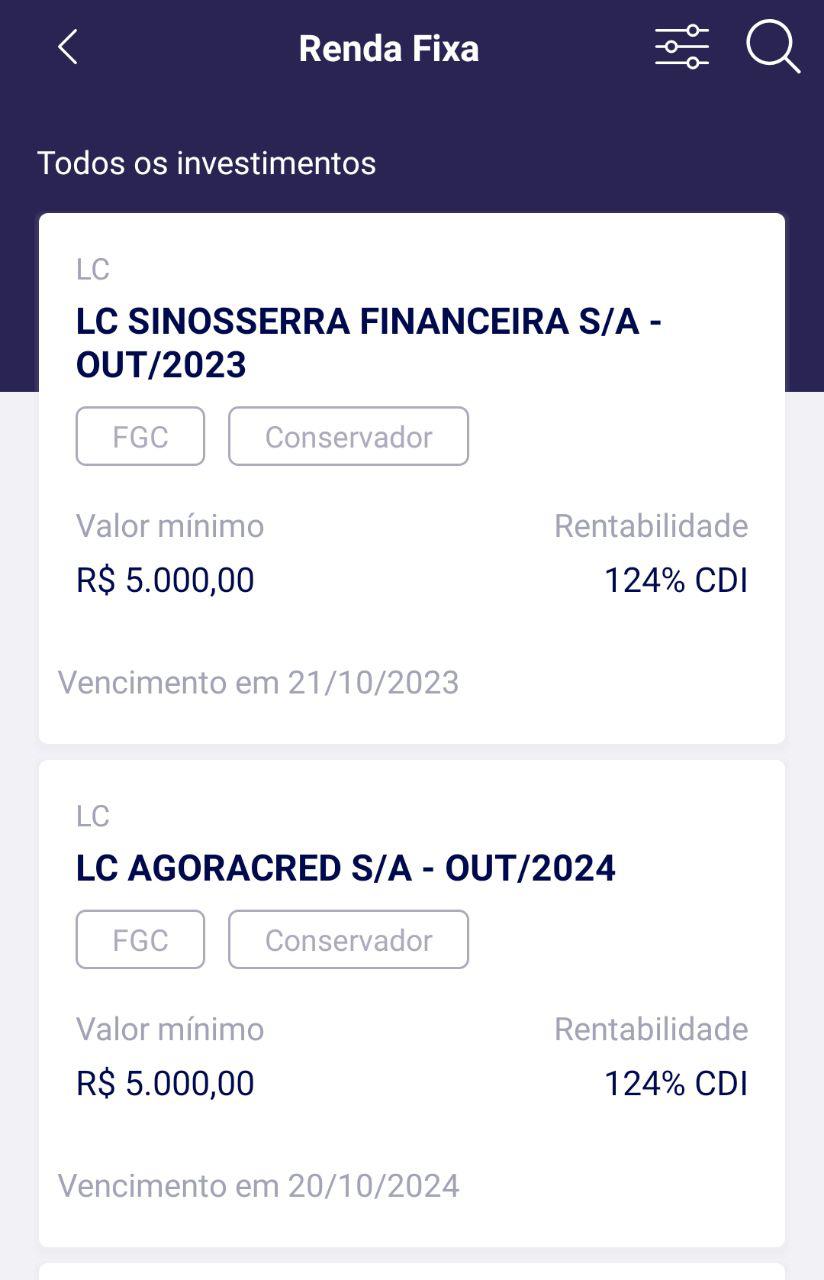 Renda Fixa
Todos os investimentos
LC
LC SINOSSERRA FINANCEIRA S/A -
OUT/2023
FGC Conservador
Valor mínimo Rentabilidade
R$ 5.000,00 124% CDI
Vencimento em 21/10/2023
LC
LC AGORACRED S/A - OUT/2024
FGC Conservador
Valor mínimo Rentabilidade
R$ 5.000,00 124% CDI
Vencimento em 20/10/2024